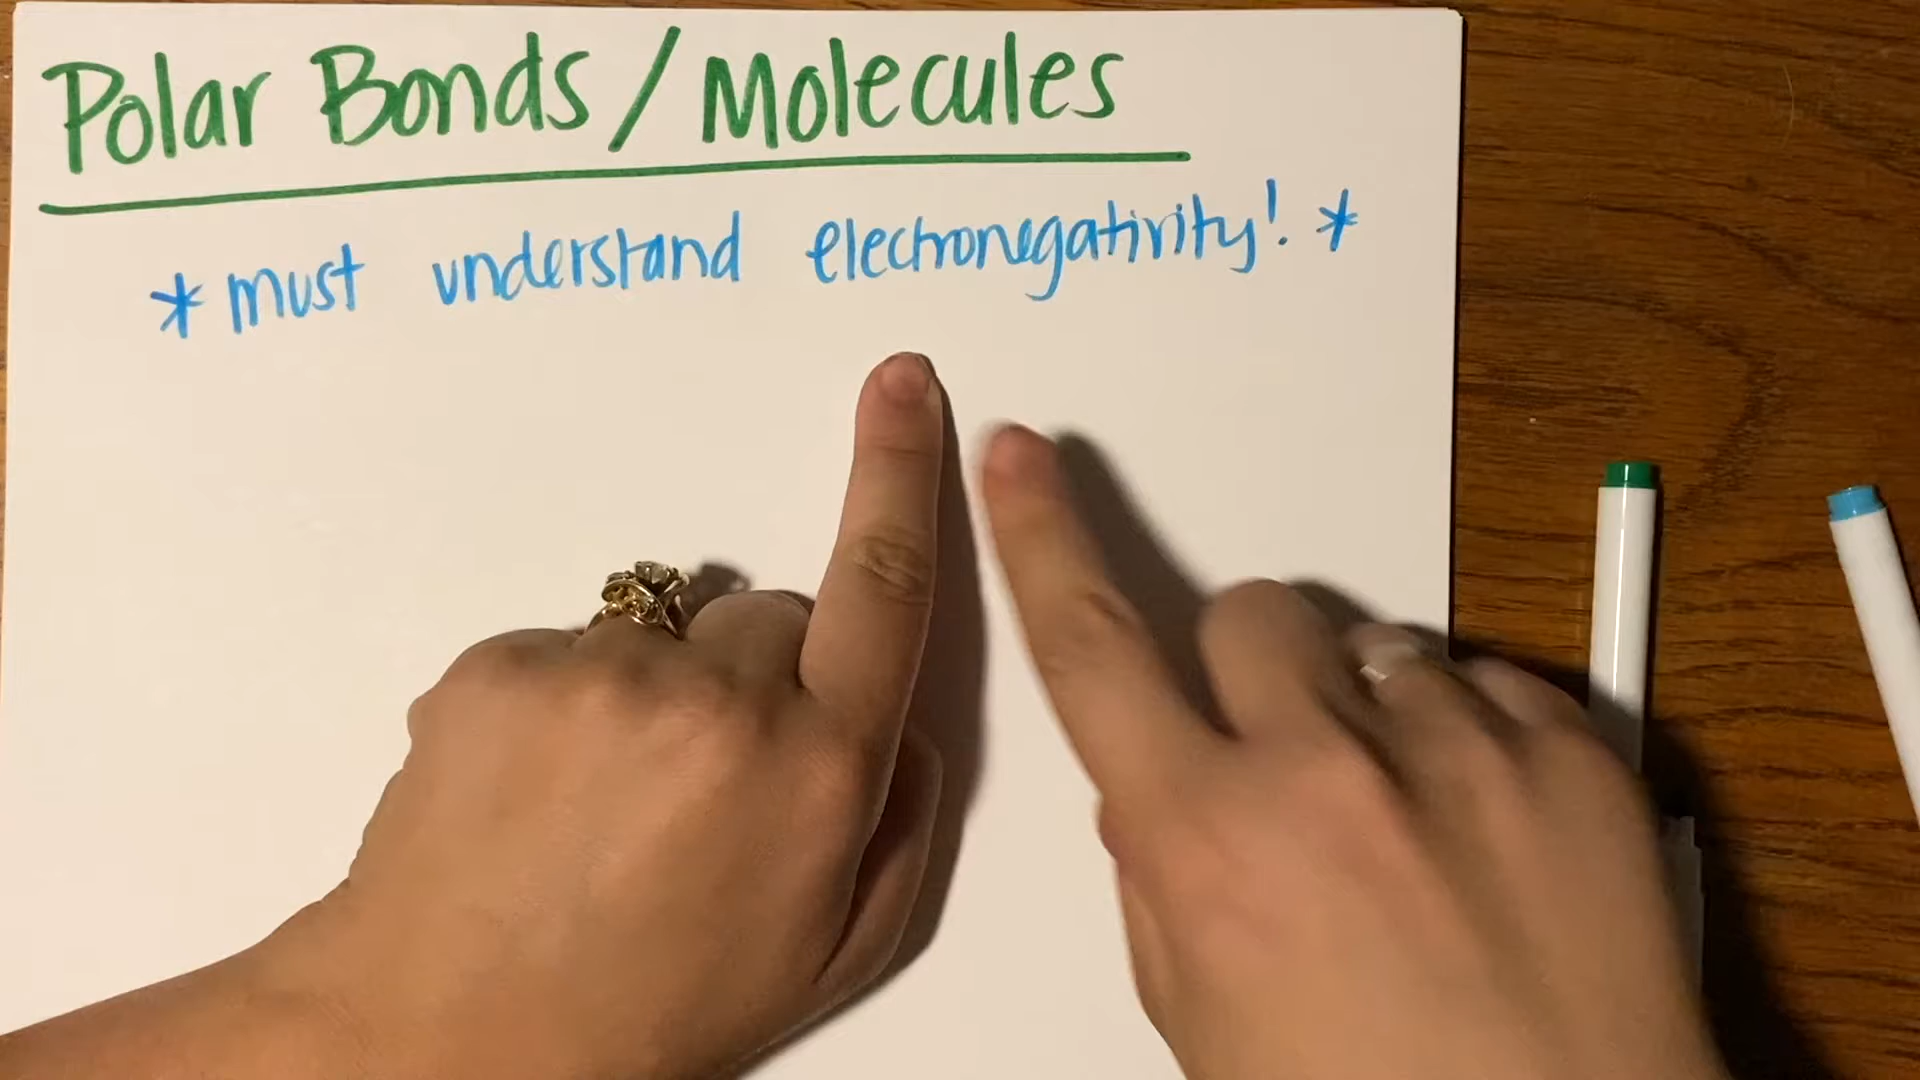 Polar Bonds / Molecules
* must understand electronegativity! *